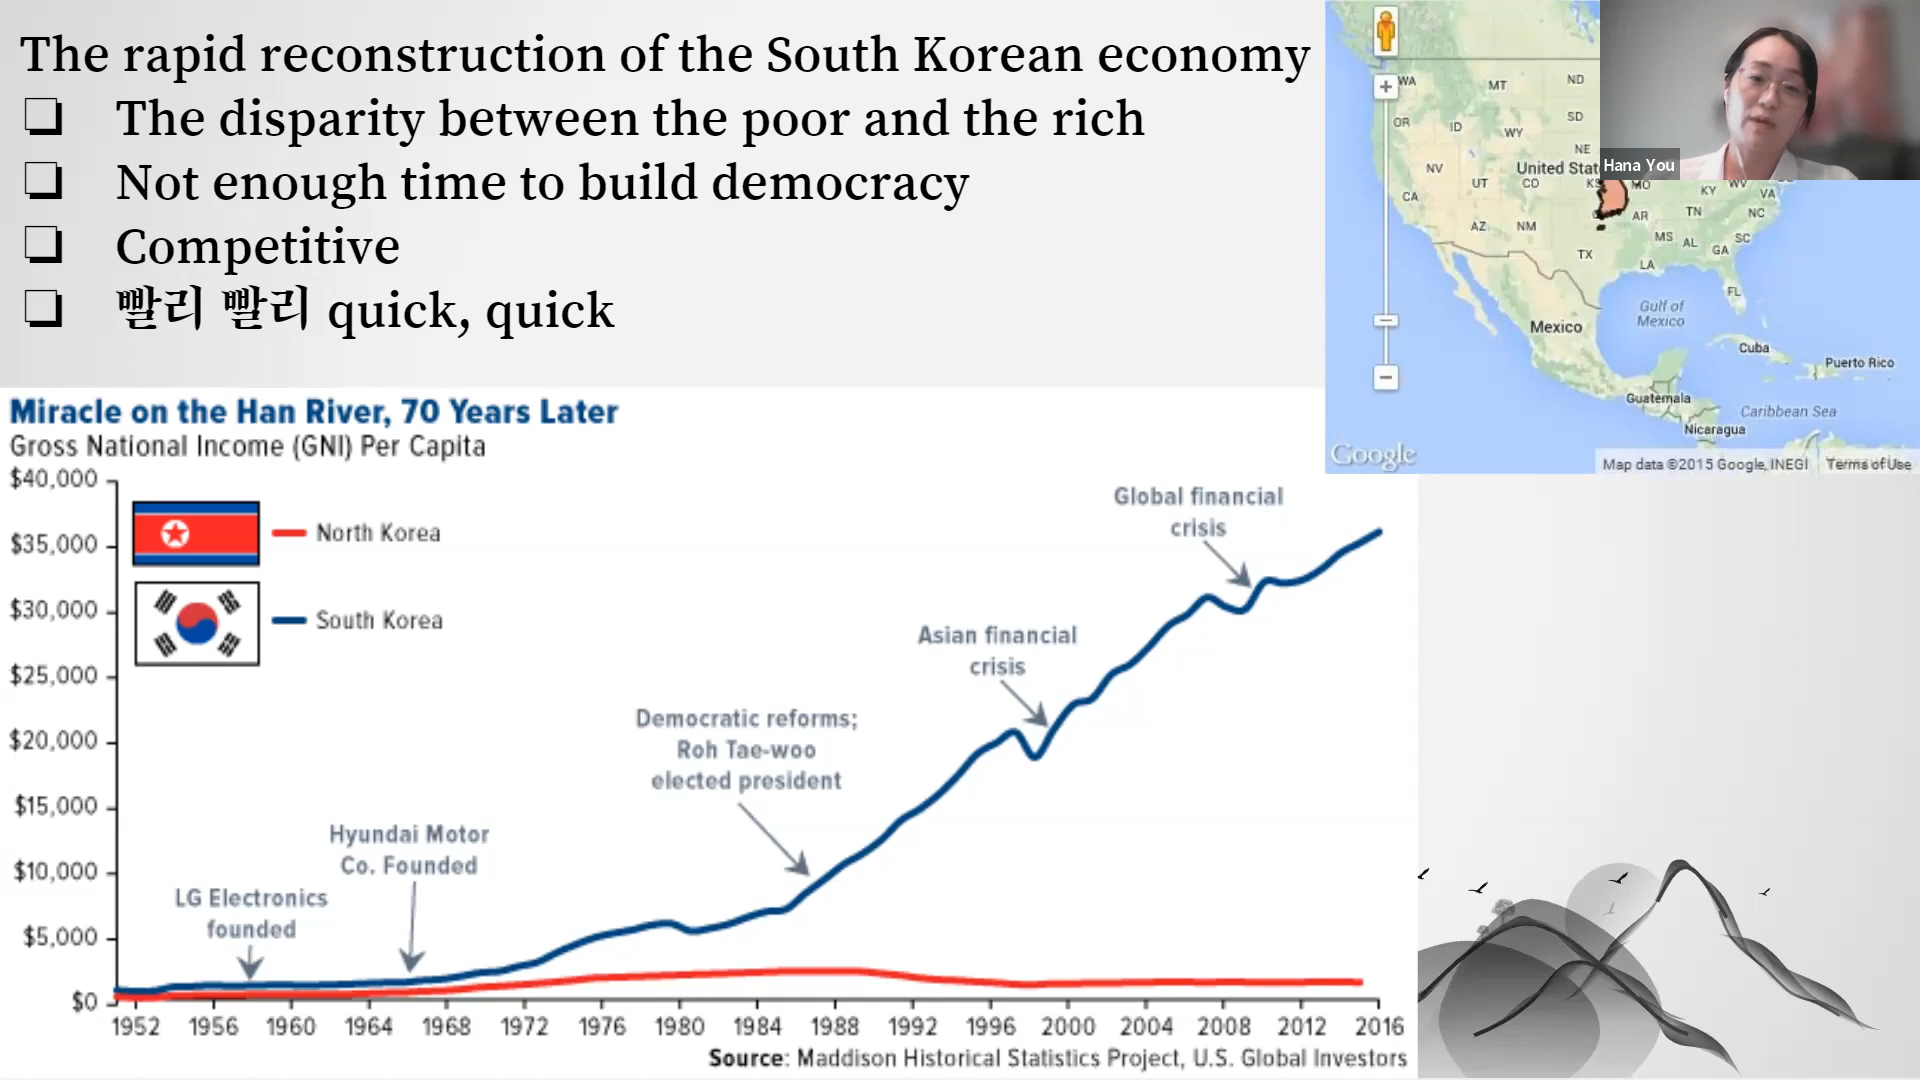 The rapid reconstruction of the South Korean economy
❏ The disparity between the poor and the rich
❏ Not enough time to build democracy
❏ Competitive
❏ 빨리 빨리 quick, quick
Miracle on the Han River, 70 Years Later
Gross National Income (GNI) Per Capita
$40,000
$35,000
$30,000
$25,000
$20,000
$15,000
$10,000
$5,000
$0
North Korea
South Korea
LG Electronics
founded
Hyundai Motor
Co. Founded
Democratic reforms;
Roh Tae-woo
elected president
Asian financial
crisis
Global financial
crisis
1952 1956 1960 1964 1968 1972 1976 1980 1984 1988 1992 1996 2000 2004 2008 2012 2016
Source: Maddison Historical Statistics Project, U.S. Global Investors
WA MT ND
OR ID WY SD
NE
NV UT CO United Stat
KS MO KY WV VA
CA AZ NM AR TN NC
TX MS AL GA SC
LA
FL
Gulf of
Mexico
Mexico
Cuba
Puerto Rico
Guatemala
Caribbean Sea
Nicaragua
Google
Map data ©2015 Google, INEGI Terms of Use
Hana You